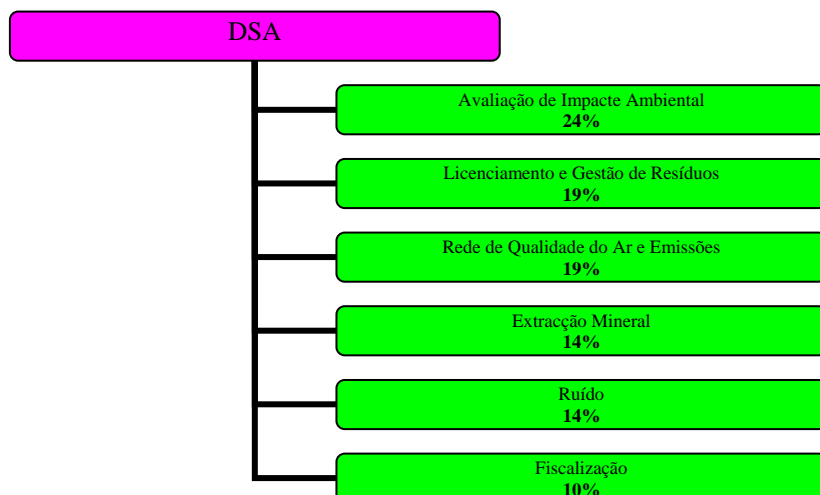 DSA
Avaliação de Impacte Ambiental
24%
Licenciamento e Gestão de Resíduos
19%
Rede de Qualidade do Ar e Emissões
19%
Extracção Mineral
14%
Ruído
14%
Fiscalização
10%